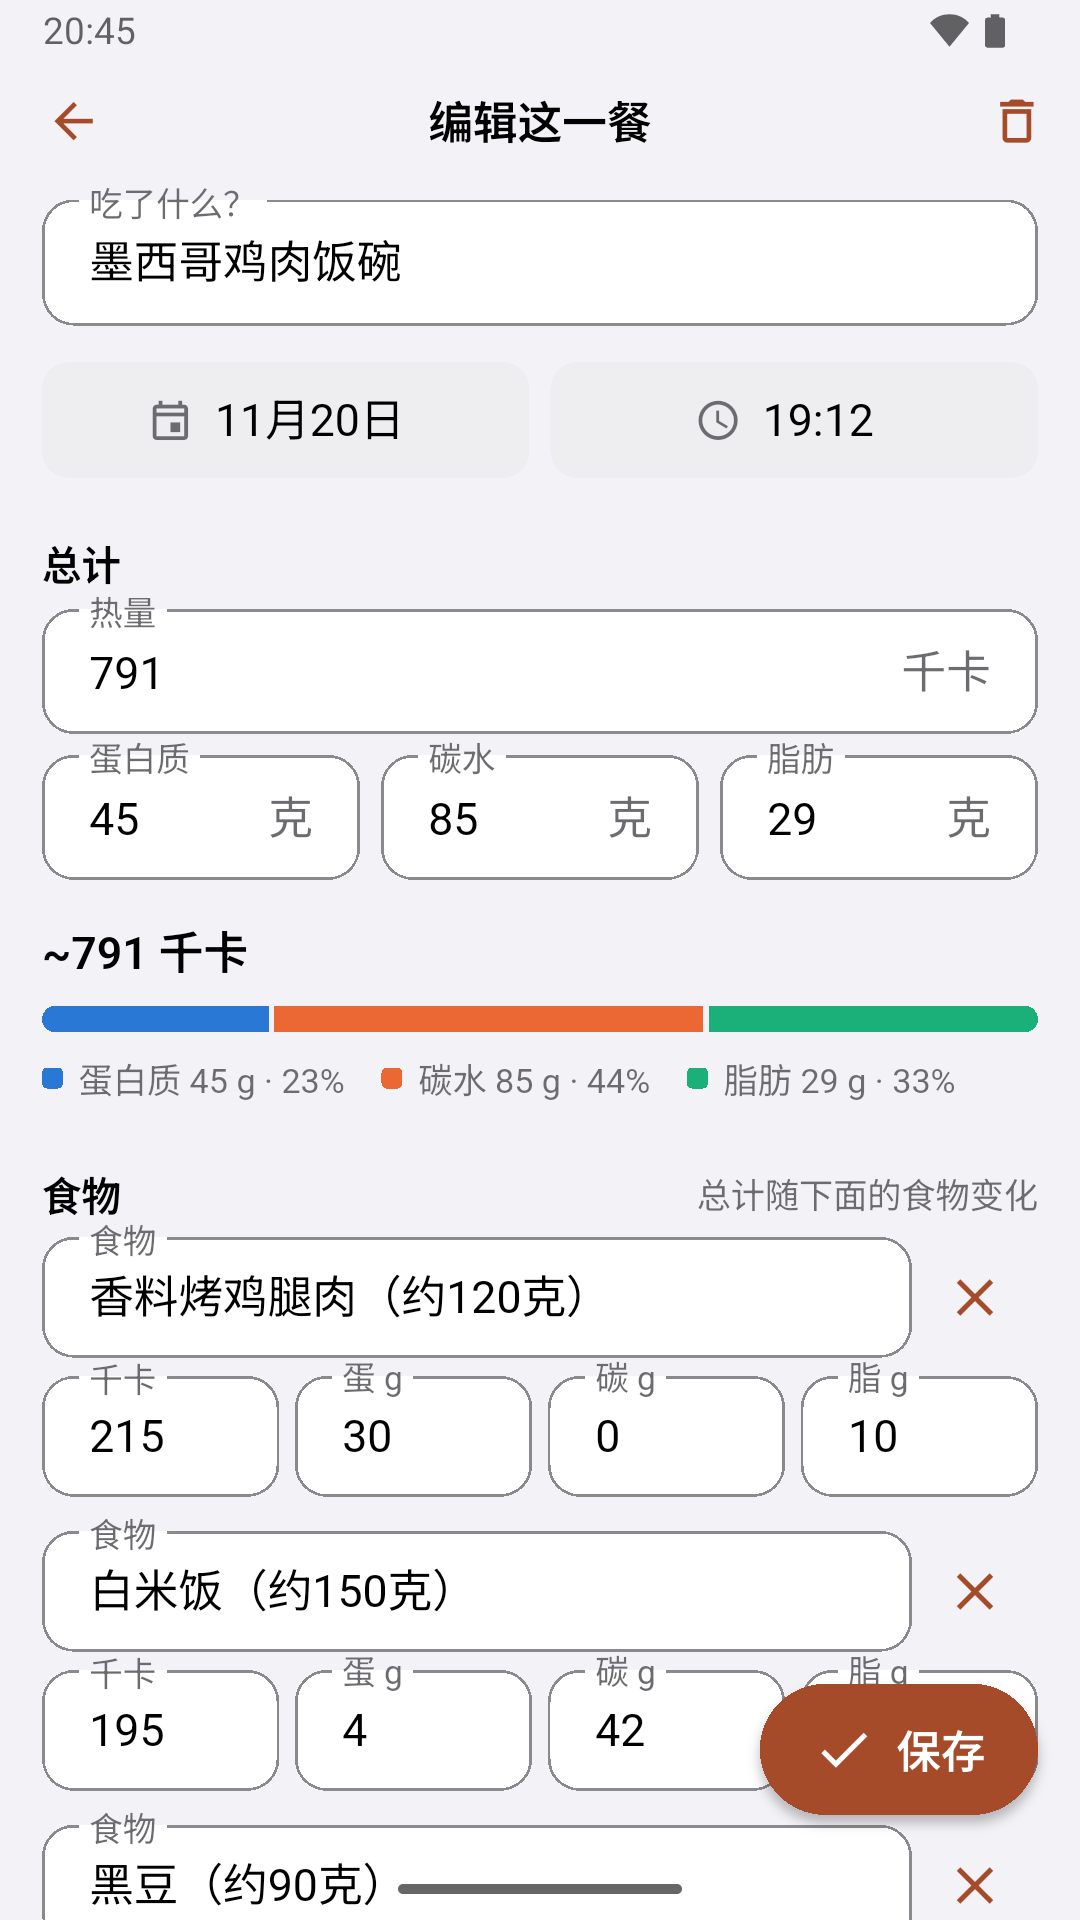 20:45
编辑这一餐
吃了什么?
墨西哥鸡肉饭碗
11月20日
19:12
总计
热量
791 千卡
蛋白质 碳水 脂肪
45 克 85 克 29 克
~791 千卡
蛋白质 45 g · 23% 碳水 85 g · 44% 脂肪 29 g · 33%
食物 总计随下面的食物变化
食物
香料烤鸡腿肉（约120克）
千卡 蛋 g 碳 g 脂 g
215 30 0 10
食物
白米饭（约150克）
千卡 蛋 g 碳 g 脂 g
195 4 42
保存
食物
黑豆（约90克）